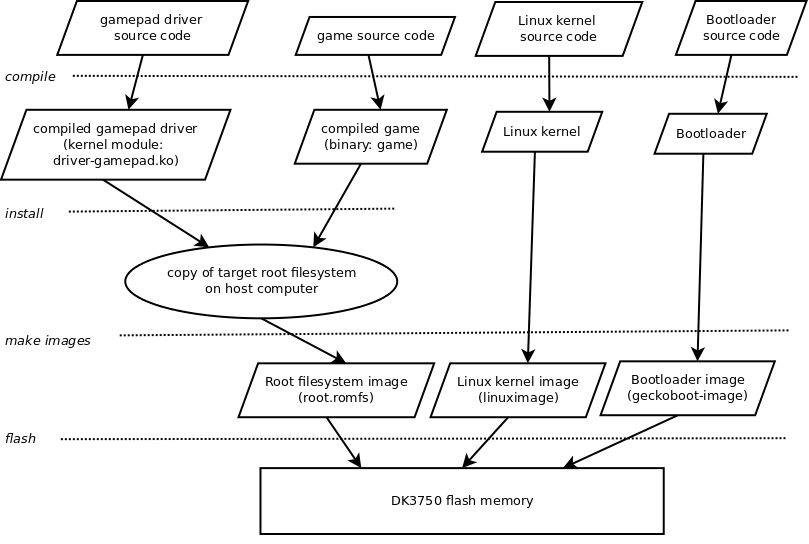 gamepad driver
source code
game source code
Linux kernel
source code
Bootloader
source code
compile
compiled gamepad driver
(kernel module:
driver-gamepad.ko)
compiled game
(binary: game)
Linux kernel
Bootloader
install
copy of target root filesystem
on host computer
make images
Root filesystem image
(root.romfs)
Linux kernel image
(linuximage)
Bootloader image
(geckoboot-image)
flash
DK3750 flash memory